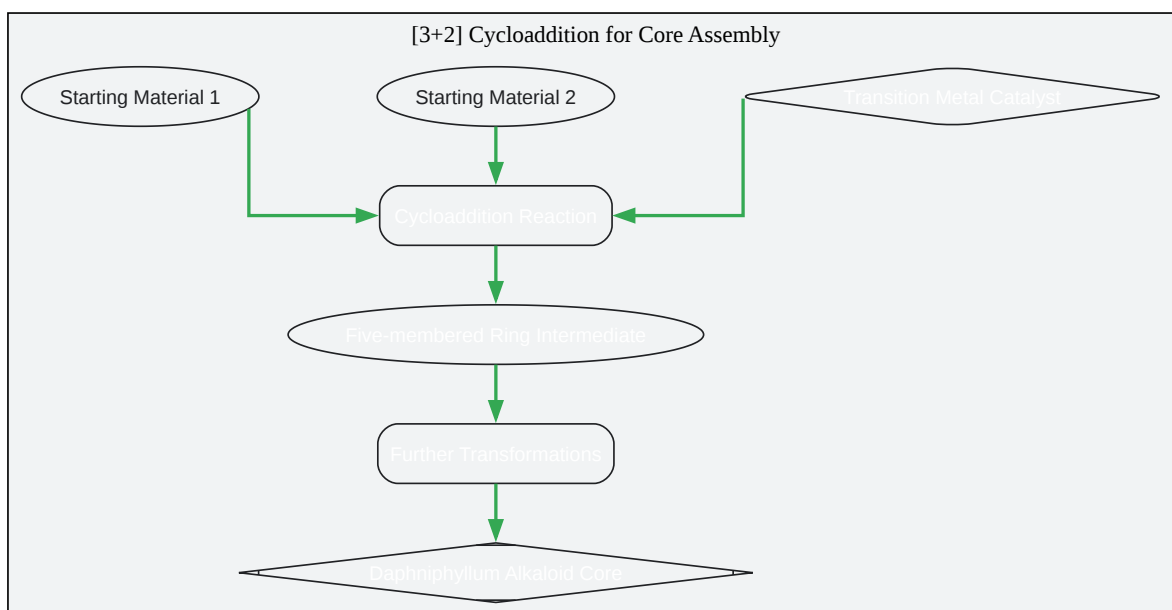 [3+2] Cycloaddition for Core Assembly
Starting Material 1
Starting Material 2
Transition Metal Catalyst
Cycloaddition Reaction
Five-membered Ring Intermediate
Further Transformations
Daphniphyllum Alkaloid Core